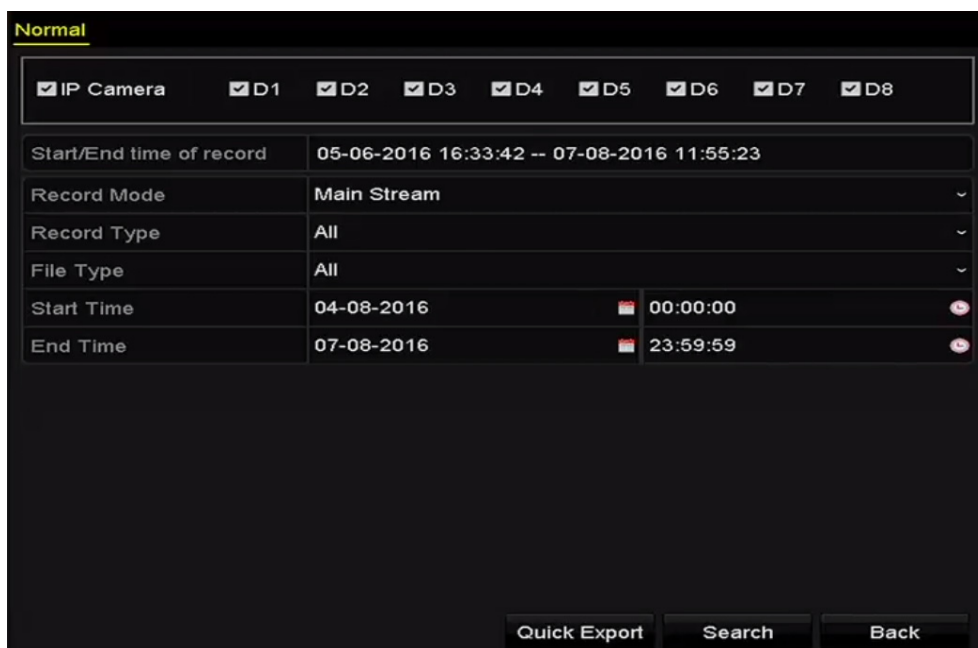 Normal
IP Camera D1 D2 D3 D4 D5 D6 D7 D8
Start/End time of record 05-06-2016 16:33:42 -- 07-08-2016 11:55:23
Record Mode Main Stream
Record Type All
File Type All
Start Time 04-08-2016 00:00:00
End Time 07-08-2016 23:59:59
Quick Export Search Back